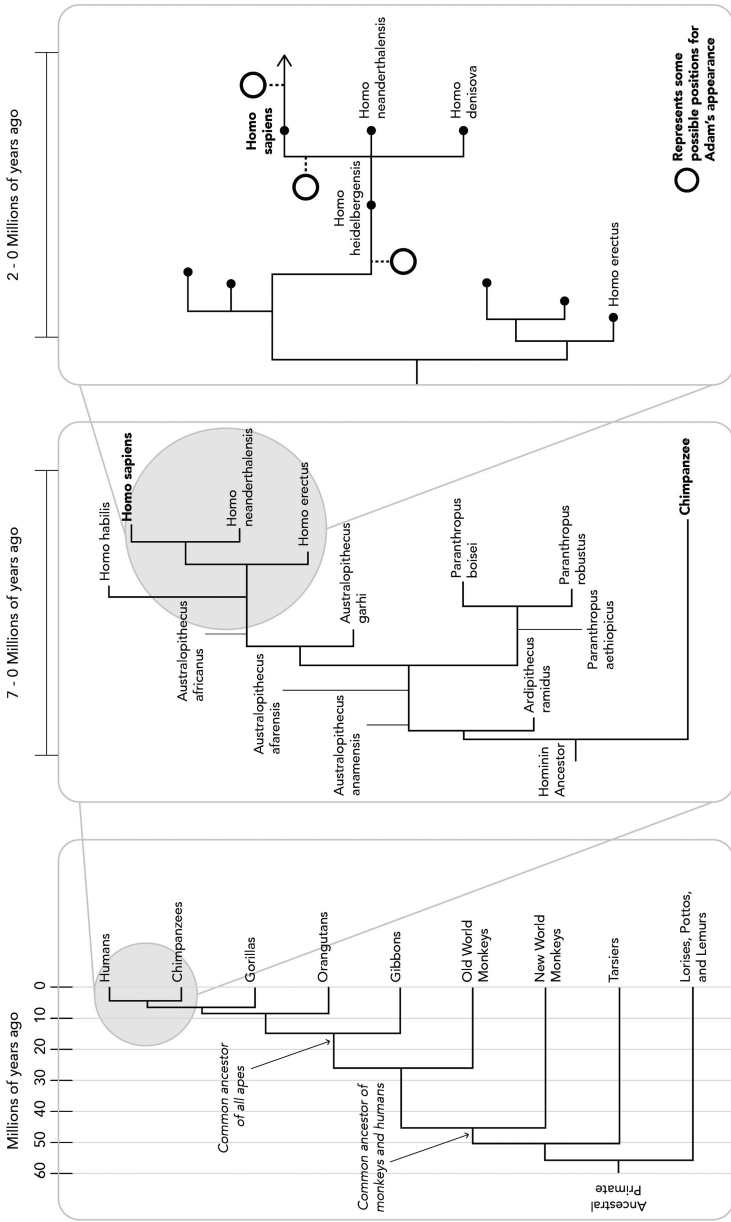 Millions of years ago
60
50
40
30
20
10
0
Humans
Chimpanzees
Gorillas
Orangutans
Gibbons
Old World
Monkeys
New World
Monkeys
Tarsiers
Lorises, Pottos,
and Lemurs
Common ancestor
of all apes
Common ancestor of
monkeys and humans
Ancestral
Primate
7 - 0 Millions of years ago
Homo habilis
Homo sapiens
Homo
neanderthalensis
Homo erectus
Australopithecus
africanus
Australopithecus
garhi
Australopithecus
afarensis
Australopithecus
anamensis
Paranthropus
boisei
Paranthropus
robustus
Paranthropus
aethiopicus
Ardipithecus
ramidus
Hominin
Ancestor
Chimpanzee
2 - 0 Millions of years ago
Homo
sapiens
Homo
neanderthalensis
Homo
denisova
Homo
heidelbergensis
Homo erectus
Represents some
possible positions for
Adam’s appearance